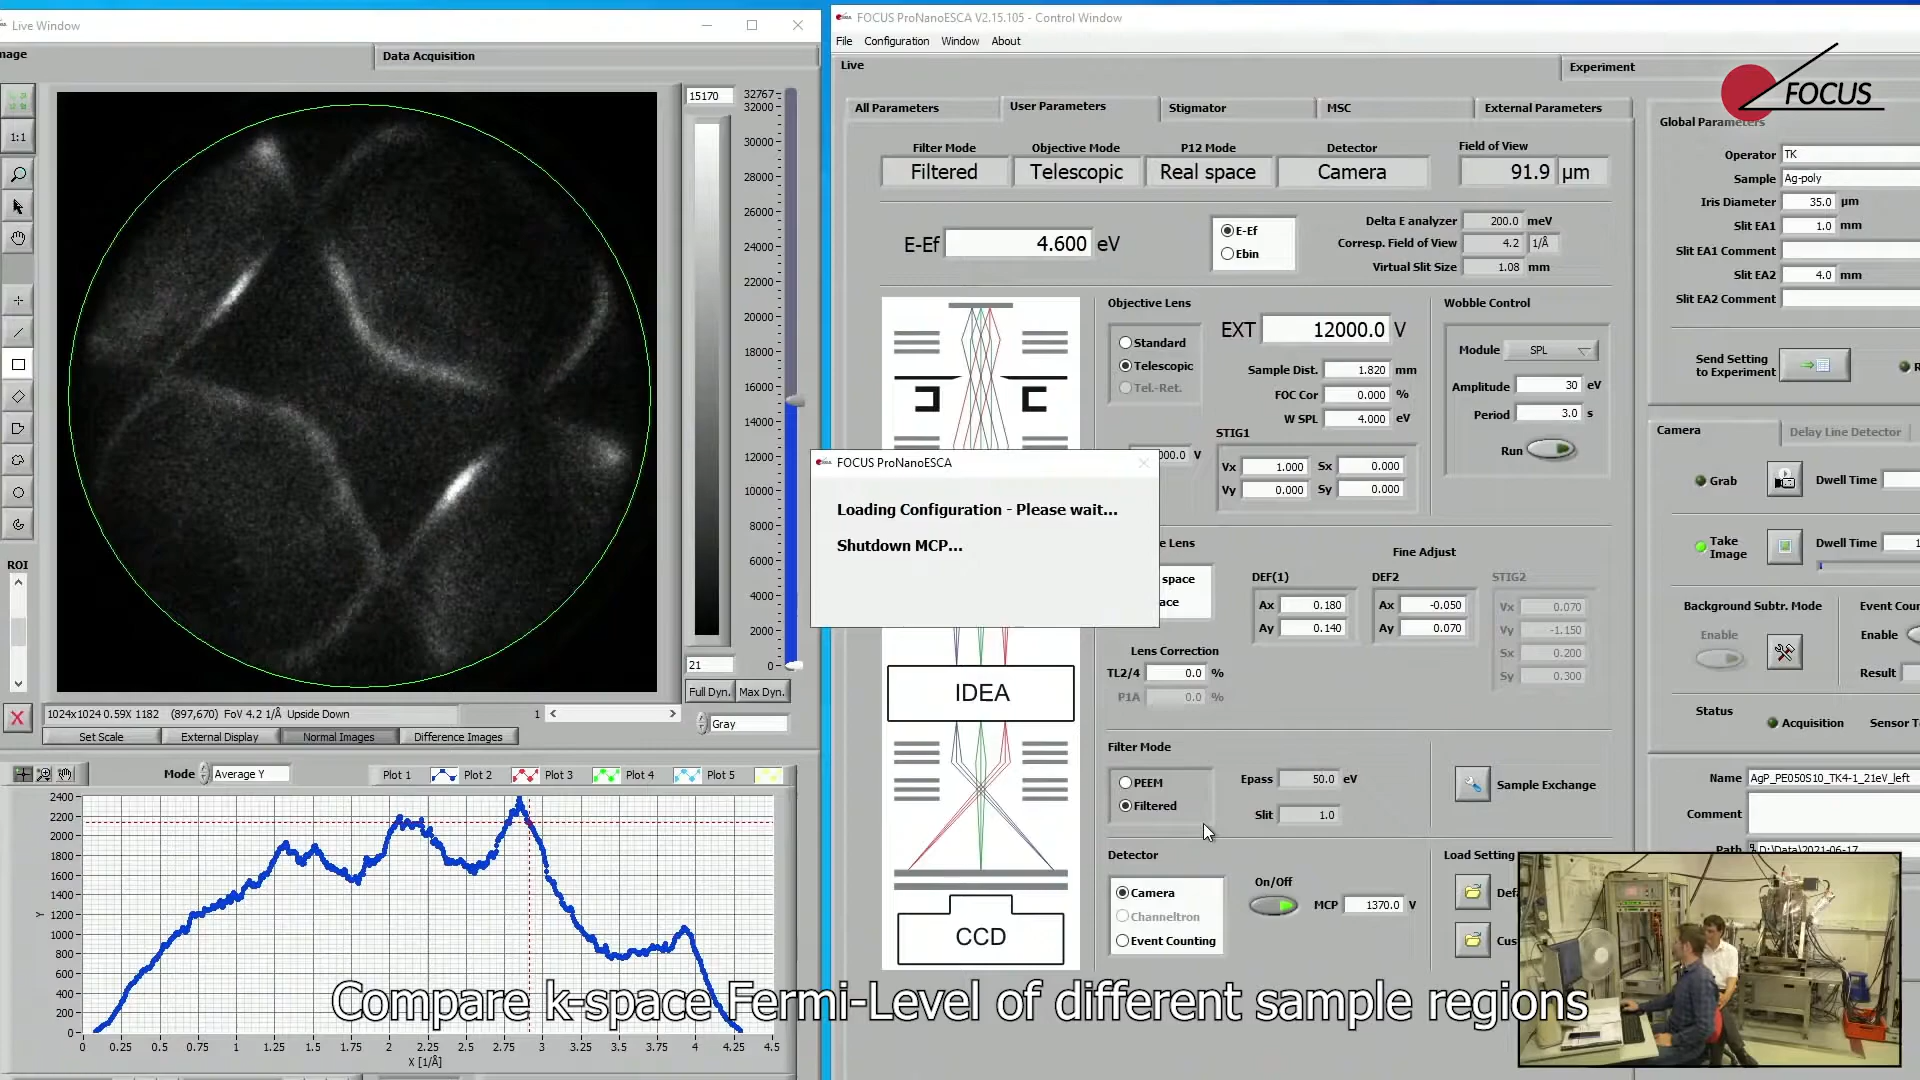 Live Window
mage
Data Acquisition
15170
32767
32000
30000
28000
26000
24000
22000
20000
18000
16000
14000
12000
10000
8000
6000
4000
2000
0
21
1:1
ROI
Full Dyn.
Max Dyn.
Gray
1024x1024 0.59X 1182 (897,670) FoV 4.2 1/Å Upside Down
1
Set Scale
External Display
Normal Images
Difference Images
Mode
Average Y
Plot 1
Plot 2
Plot 3
Plot 4
Plot 5
2400
2200
2000
1800
1600
1400
1200
1000
800
600
400
200
0
Y
0 0.25 0.5 0.75 1 1.25 1.5 1.75 2 2.25 2.5 2.75 3 3.25 3.5 3.75 4 4.25 4.5
X [1/Å]
FOCUS ProNanoESCA V2.15.105 - Control Window
File Configuration Window About
Live
Experiment
FOCUS
All Parameters
User Parameters
Stigmator
MSC
External Parameters
Filter Mode
Filtered
Objective Mode
Telescopic
P12 Mode
Real space
Detector
Camera
Field of View
91.9 µm
E-Ef 4.600 eV
E-Ef
Ebin
Delta E analyzer 200.0 meV
Corresp. Field of View 4.2 1/Å
Virtual Slit Size 1.08 mm
Objective Lens
Standard
Telescopic
Tel.-Ret.
EXT 12000.0 V
Sample Dist. 1.820 mm
FOC Cor 0.000 %
W SPL 4.000 eV
000.0 V
STIG1
Vx 1.000 Sx 0.000
Vy 0.000 Sy 0.000
Wobble Control
Module SPL
Amplitude 30 eV
Period 3.0 s
Run
FOCUS ProNanoESCA
Loading Configuration - Please wait...
Shutdown MCP...
e Lens
space
ace
Fine Adjust
DEF(1)
Ax 0.180
Ay 0.140
DEF2
Ax -0.050
Ay 0.070
STIG2
Vx 0.070
Vy -1.150
Sx 0.200
Sy 0.300
Lens Correction
TL2/4 0.0 %
P1A 0.0 %
IDEA
CCD
Filter Mode
PEEM
Filtered
Epass 50.0 eV
Slit 1.0
Sample Exchange
Detector
Camera
Channeltron
Event Counting
On/Off
MCP 1370.0 V
Load Setting
Defa
Cus
Global Parameters
Operator TK
Sample Ag-poly
Iris Diameter 35.0 µm
Slit EA1 1.0 mm
Slit EA1 Comment
Slit EA2 4.0 mm
Slit EA2 Comment
Send Setting
to Experiment
R
Camera
Delay Line Detector
Grab
Dwell Time
Take
Image
Dwell Time 1
Background Subtr. Mode
Enable
Event Cou
Enable
Result
Status
Acquisition
Sensor T
Name AgP_PE050S10_TK4-1_21eV_left
Comment
Path D:\Data\2021-06-17
Compare k-space Fermi-Level of different sample regions